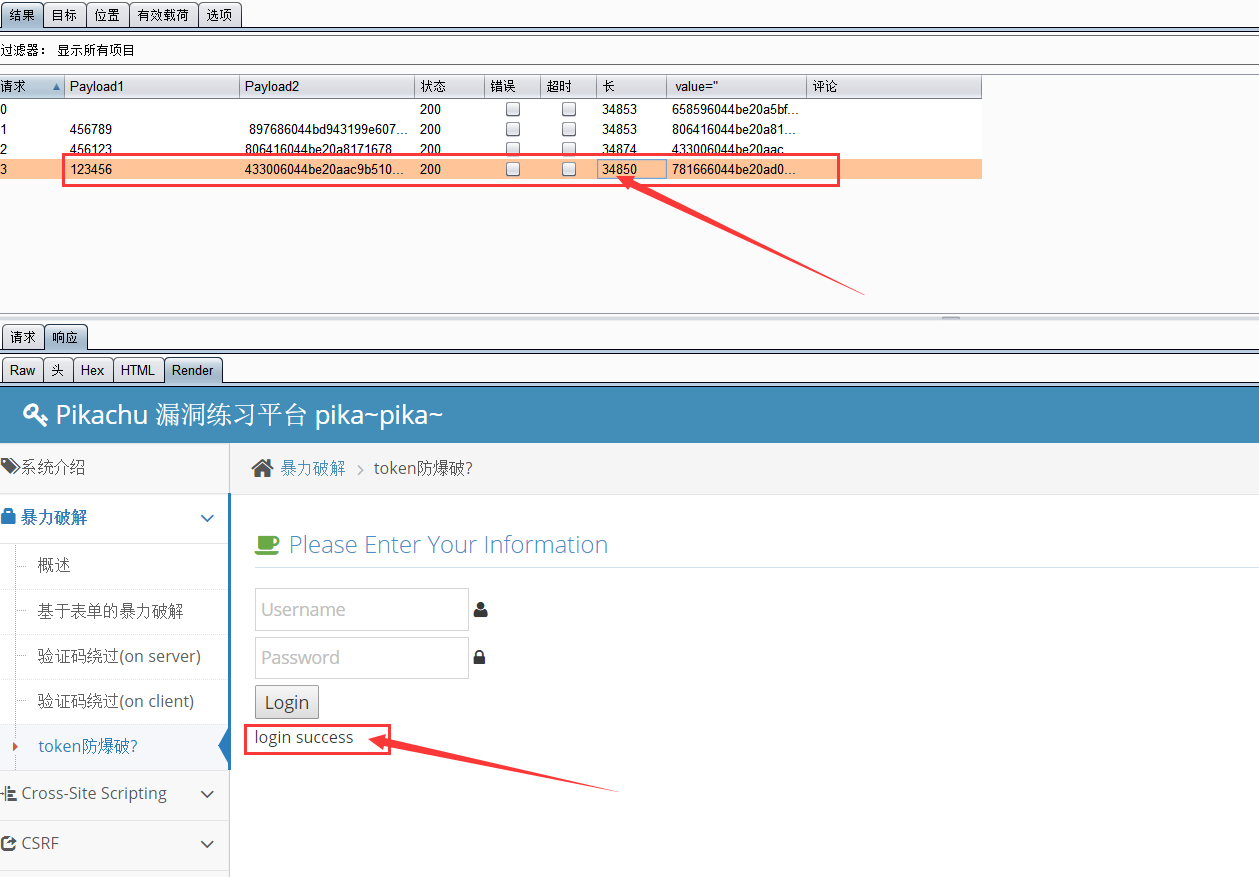 结果 目标 位置 有效载荷 选项
过滤器： 显示所有项目
请求 Payload1 Payload2 状态 错误 超时 长 value=" 评论
0 200 34853 658596044be20a5bf...
1 456789 897686044bd943199e607... 200 34853 806416044be20a81...
2 456123 806416044be20a8171678 200 34874 433006044be20aac
3 123456 433006044be20aac9b510... 200 34850 781666044be20ad0...
请求 响应
Raw 头 Hex HTML Render
Pikachu 漏洞练习平台 pika~pika~
系统介绍
暴力破解 > token防爆破?
暴力破解
概述
基于表单的暴力破解
验证码绕过(on server)
验证码绕过(on client)
token防爆破?
Cross-Site Scripting
CSRF
Please Enter Your Information
Username
Password
Login
login success